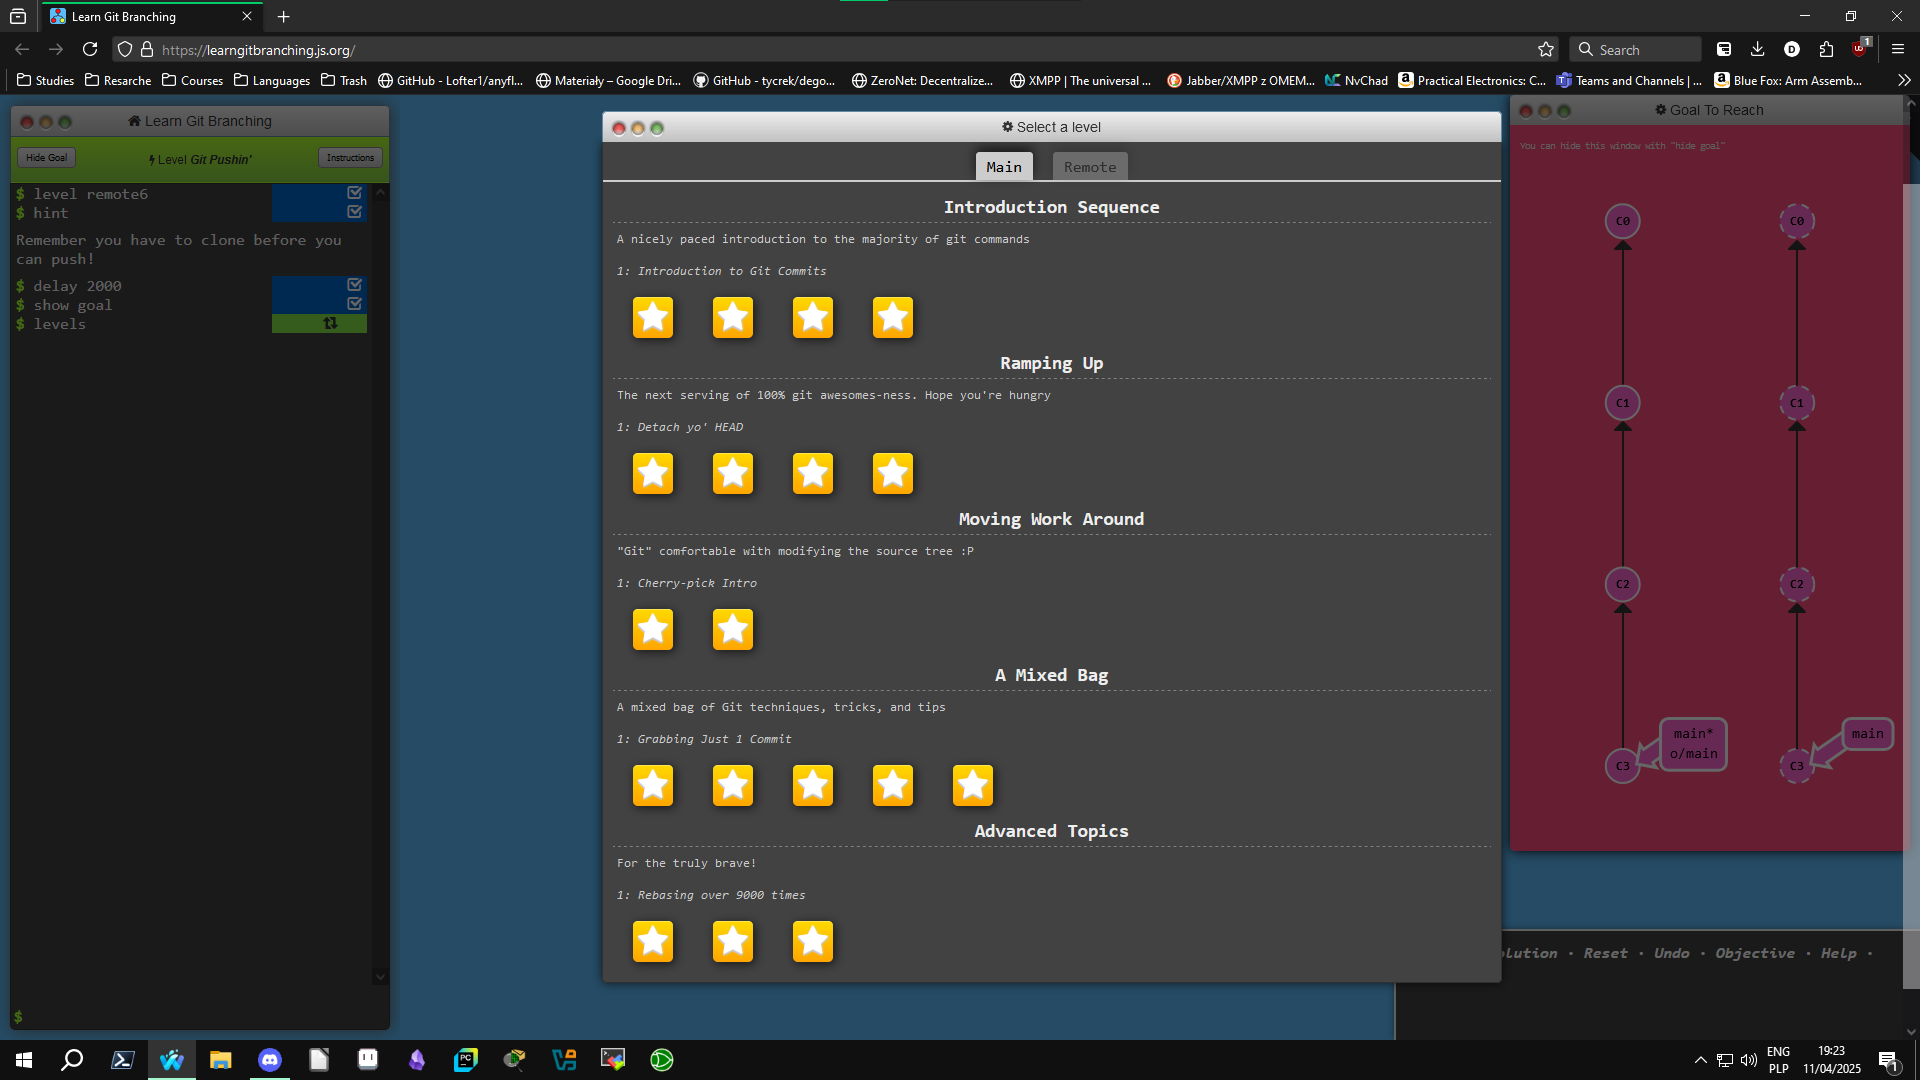 Learn Git Branching
https://learngitbranching.js.org/
Search
1
Studies
Resarche
Courses
Languages
Trash
GitHub - Lofter1/anyfl...
Materiały – Google Dri...
GitHub - tycrek/dego...
ZeroNet: Decentralize...
XMPP | The universal ...
Jabber/XMPP z OMEM...
NvChad
Practical Electronics: C...
Teams and Channels | ...
Blue Fox: Arm Assemb...
Learn Git Branching
Hide Goal
Level Git Pushin'
Instructions
$ level remote6
$ hint
Remember you have to clone before you
can push!
$ delay 2000
$ show goal
$ levels
$
Select a level
Main
Remote
Introduction Sequence
A nicely paced introduction to the majority of git commands
1: Introduction to Git Commits
Ramping Up
The next serving of 100% git awesomes-ness. Hope you're hungry
1: Detach yo' HEAD
Moving Work Around
"Git" comfortable with modifying the source tree :P
1: Cherry-pick Intro
A Mixed Bag
A mixed bag of Git techniques, tricks, and tips
1: Grabbing Just 1 Commit
Advanced Topics
For the truly brave!
1: Rebasing over 9000 times
Goal To Reach
You can hide this window with "hide goal"
C0
C0
C1
C1
C2
C2
main*
o/main
main
C3
C3
olution · Reset · Undo · Objective · Help ·
ENG
PLP
19:23
11/04/2025
1